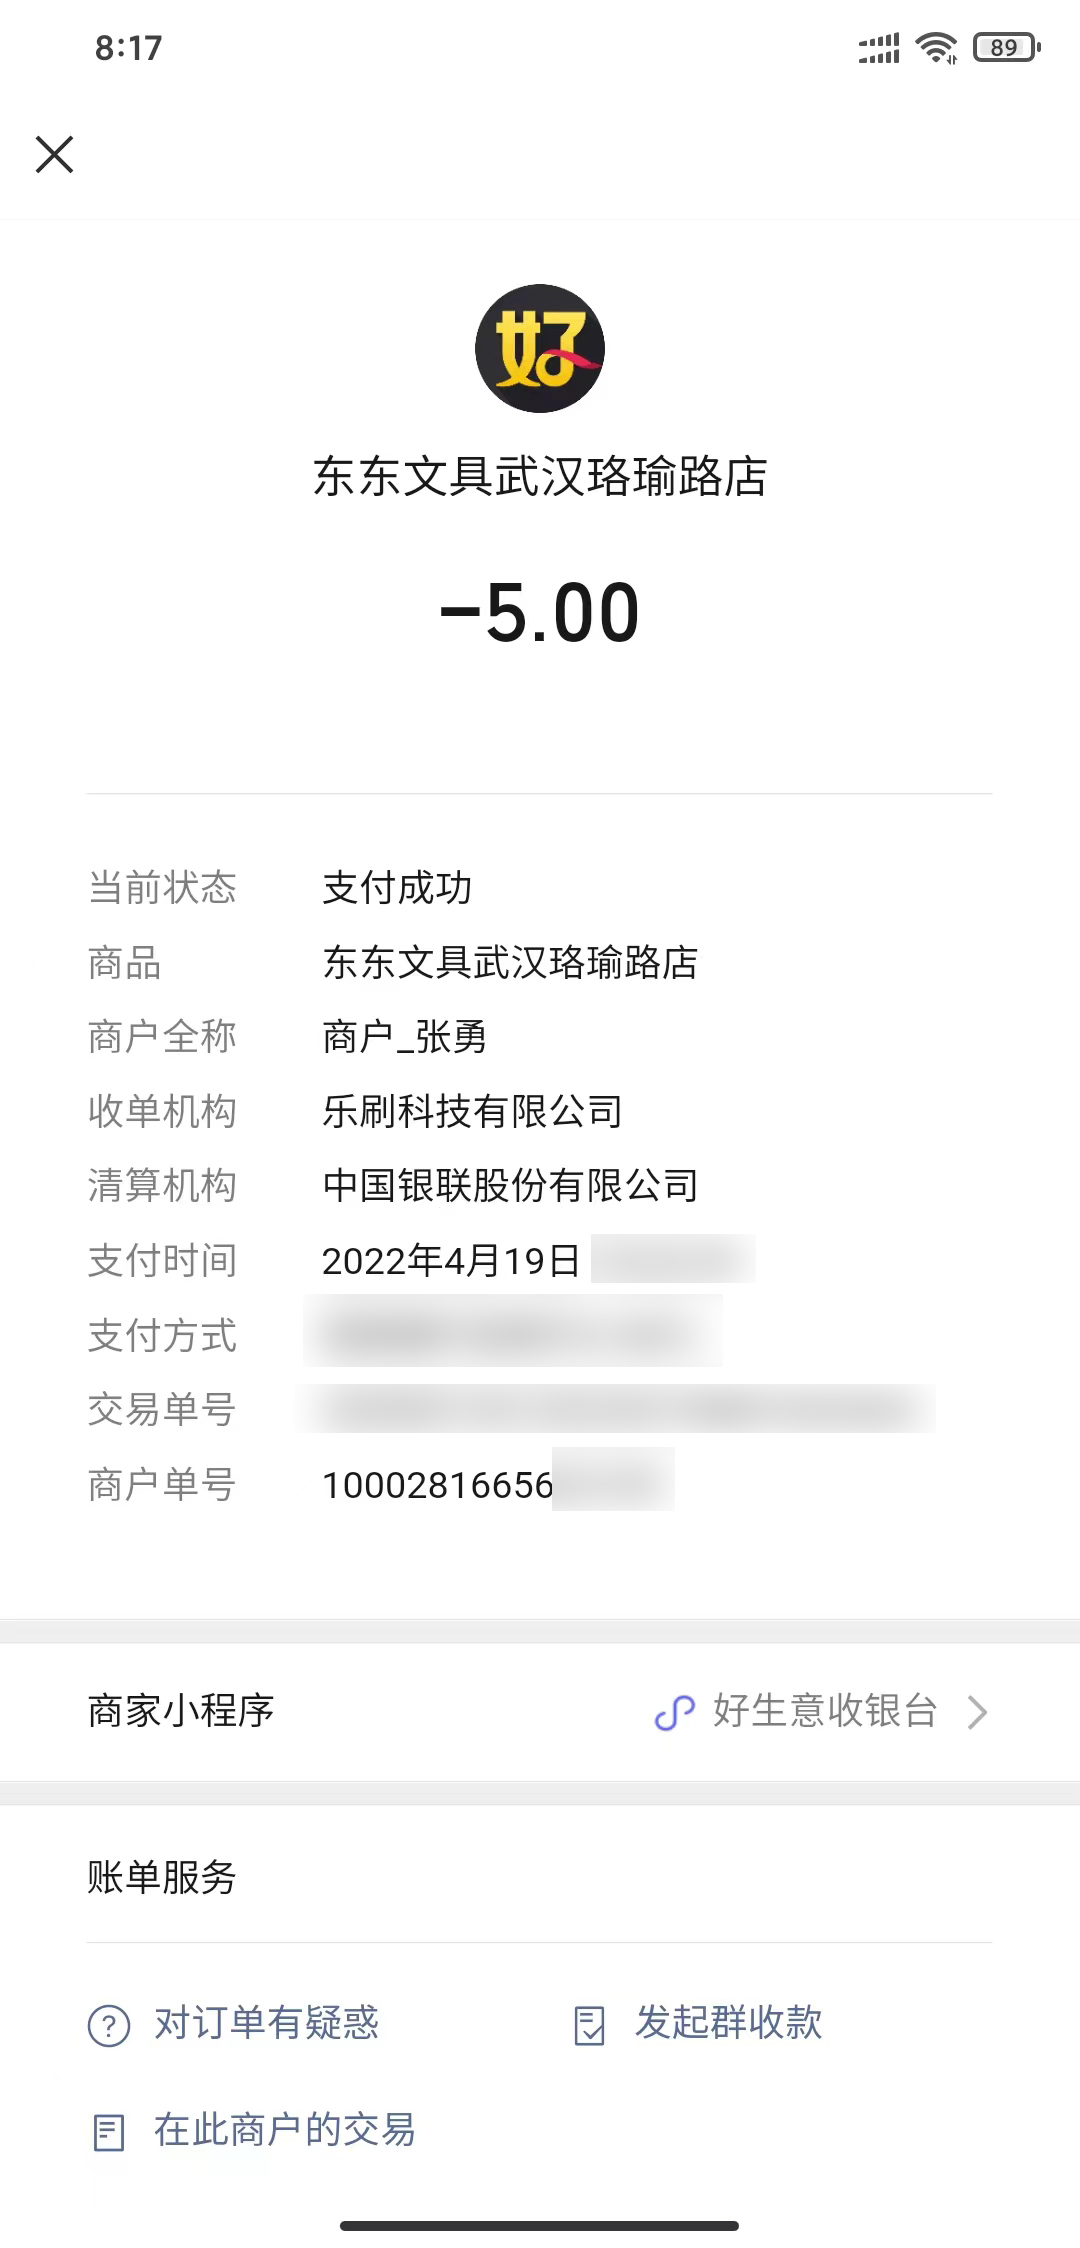 8:17
89
好
东东文具武汉珞瑜路店
-5.00
当前状态 支付成功
商品 东东文具武汉珞瑜路店
商户全称 商户_张勇
收单机构 乐刷科技有限公司
清算机构 中国银联股份有限公司
支付时间 2022年4月19日
支付方式
交易单号
商户单号 10002816656
商家小程序 好生意收银台
账单服务
对订单有疑惑 发起群收款
在此商户的交易